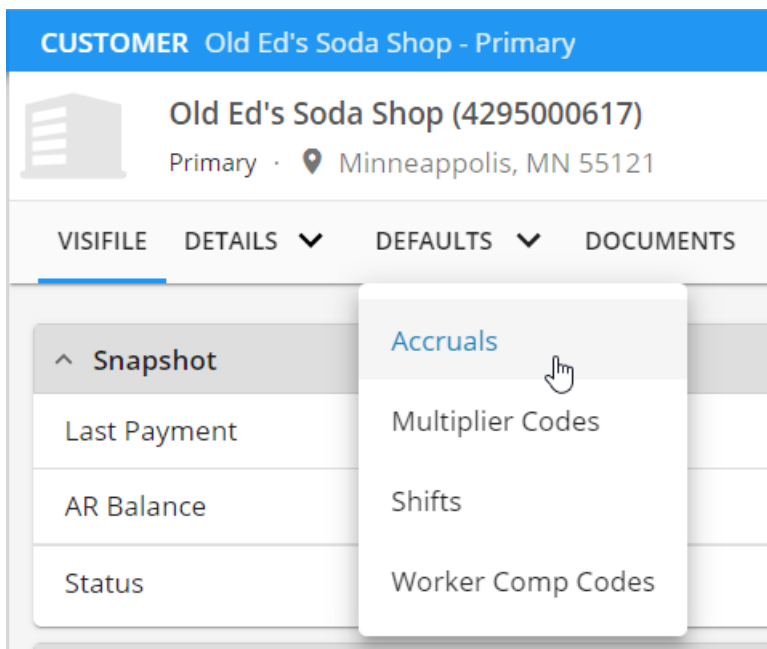 CUSTOMER Old Ed's Soda Shop - Primary
Old Ed's Soda Shop (4295000617)
Primary · Minneappolis, MN 55121
VISIFILE DETAILS DEFAULTS DOCUMENTS
Accruals
Multiplier Codes
Shifts
Worker Comp Codes
Snapshot
Last Payment
AR Balance
Status